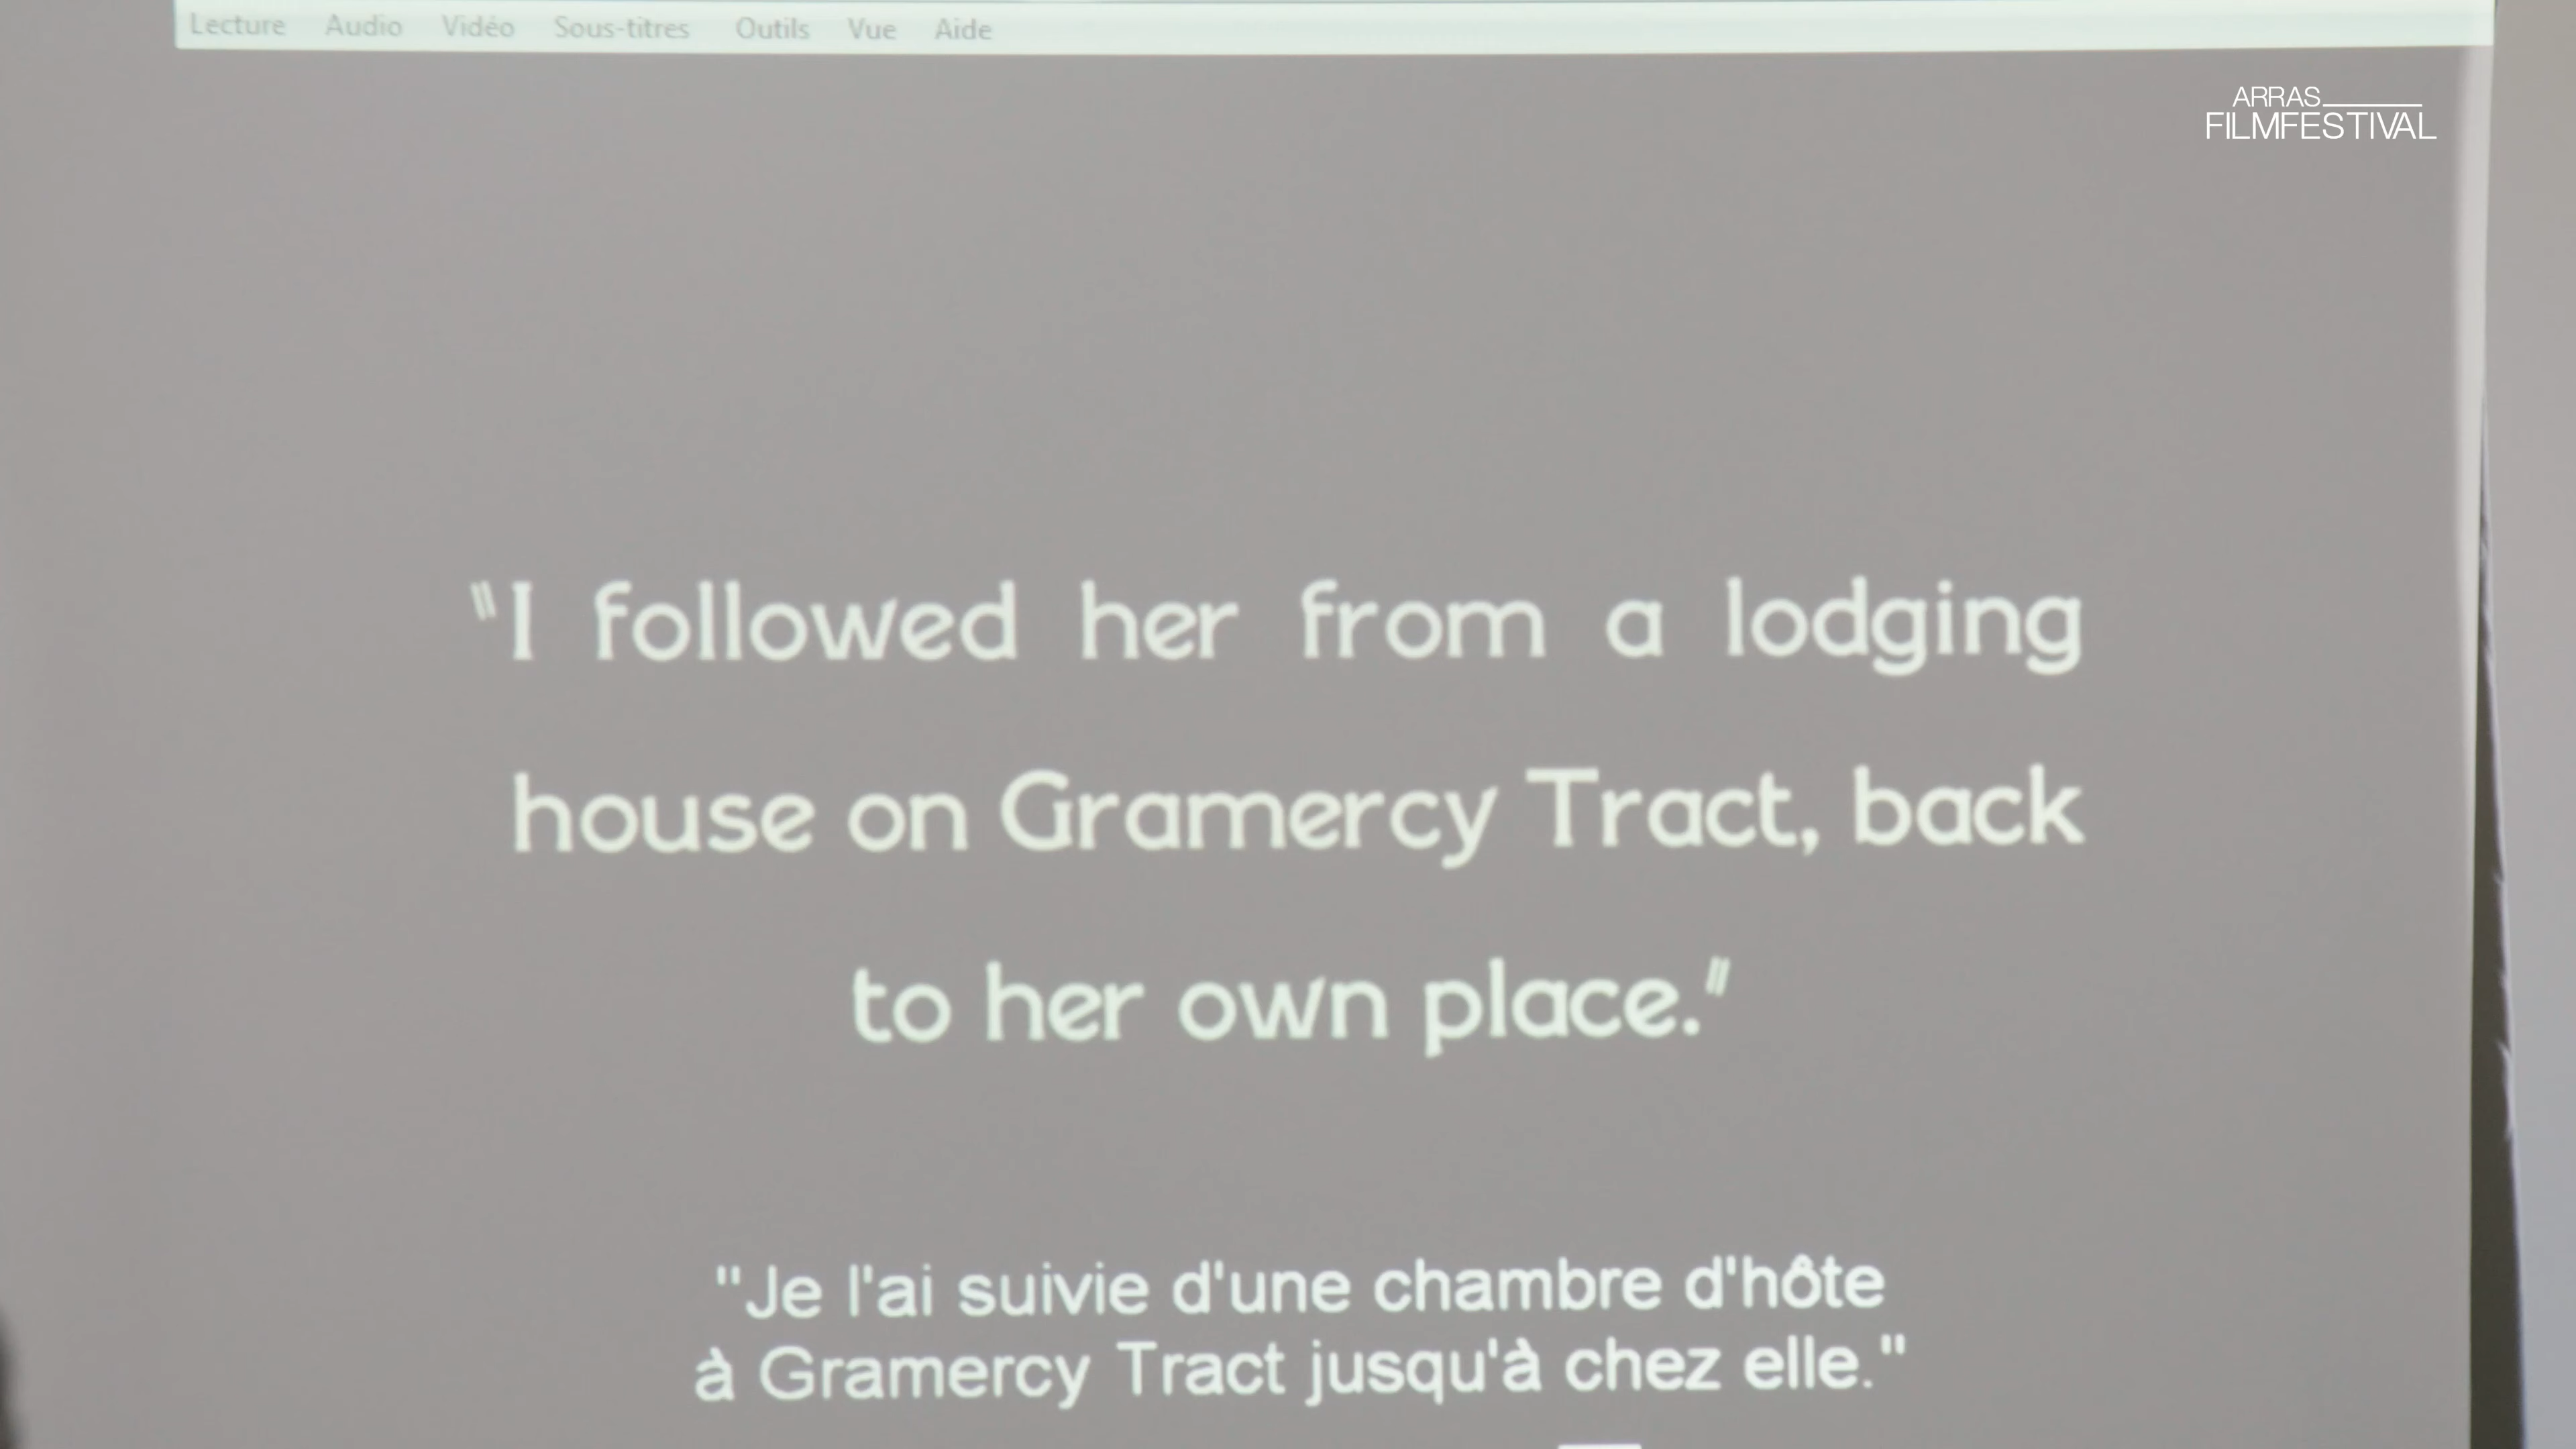 Lecture Audio Vidéo Sous-titres Outils Vue Aide
ARRAS
FILMFESTIVAL
"I followed her from a lodging
house on Gramercy Tract, back
to her own place."
"Je l'ai suivie d'une chambre d'hôte
à Gramercy Tract jusqu'à chez elle."